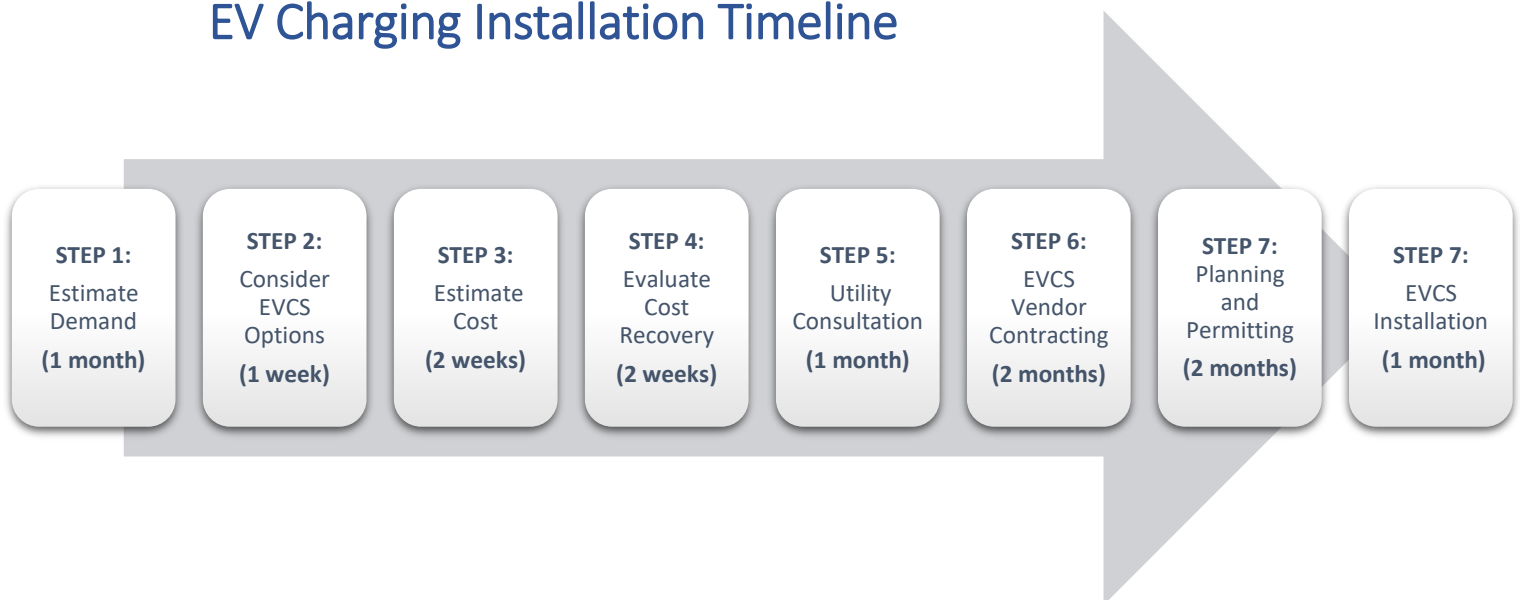 EV Charging Installation Timeline
STEP 1:
Estimate
Demand
(1 month)
STEP 2:
Consider
EVCS
Options
(1 week)
STEP 3:
Estimate
Cost
(2 weeks)
STEP 4:
Evaluate
Cost
Recovery
(2 weeks)
STEP 5:
Utility
Consultation
(1 month)
STEP 6:
EVCS
Vendor
Contracting
(2 months)
STEP 7:
Planning
and
Permitting
(2 months)
STEP 7:
EVCS
Installation
(1 month)